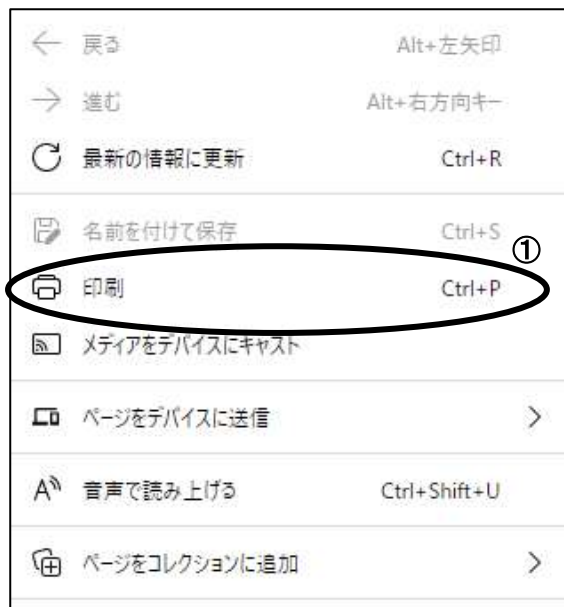 戻る Alt+左矢印
進む Alt+右方向キー
最新の情報に更新 Ctrl+R
名前を付けて保存 Ctrl+S
①
印刷 Ctrl+P
メディアをデバイスにキャスト
ページをデバイスに送信
音声で読み上げる Ctrl+Shift+U
ページをコレクションに追加